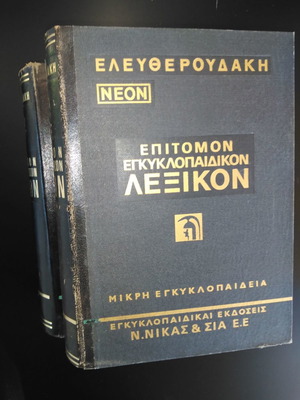 ΕΛΕΥΘΕΡΟΥΔΑΚΗ
ΝΕΟΝ
ΕΠΙΤΟΜΟΝ
ΕΓΚΥΚΛΟΠΑΙΔΙΚΟΝ
ΛΕΞΙΚΟΝ
ΜΙΚΡΗ ΕΓΚΥΚΛΟΠΑΙΔΕΙΑ
ΕΓΚΥΚΛΟΠΑΙΔΙΚΑΙ ΕΚΔΟΣΕΙΣ
Ν.ΝΙΚΑΣ & ΣΙΑ Ε.Ε